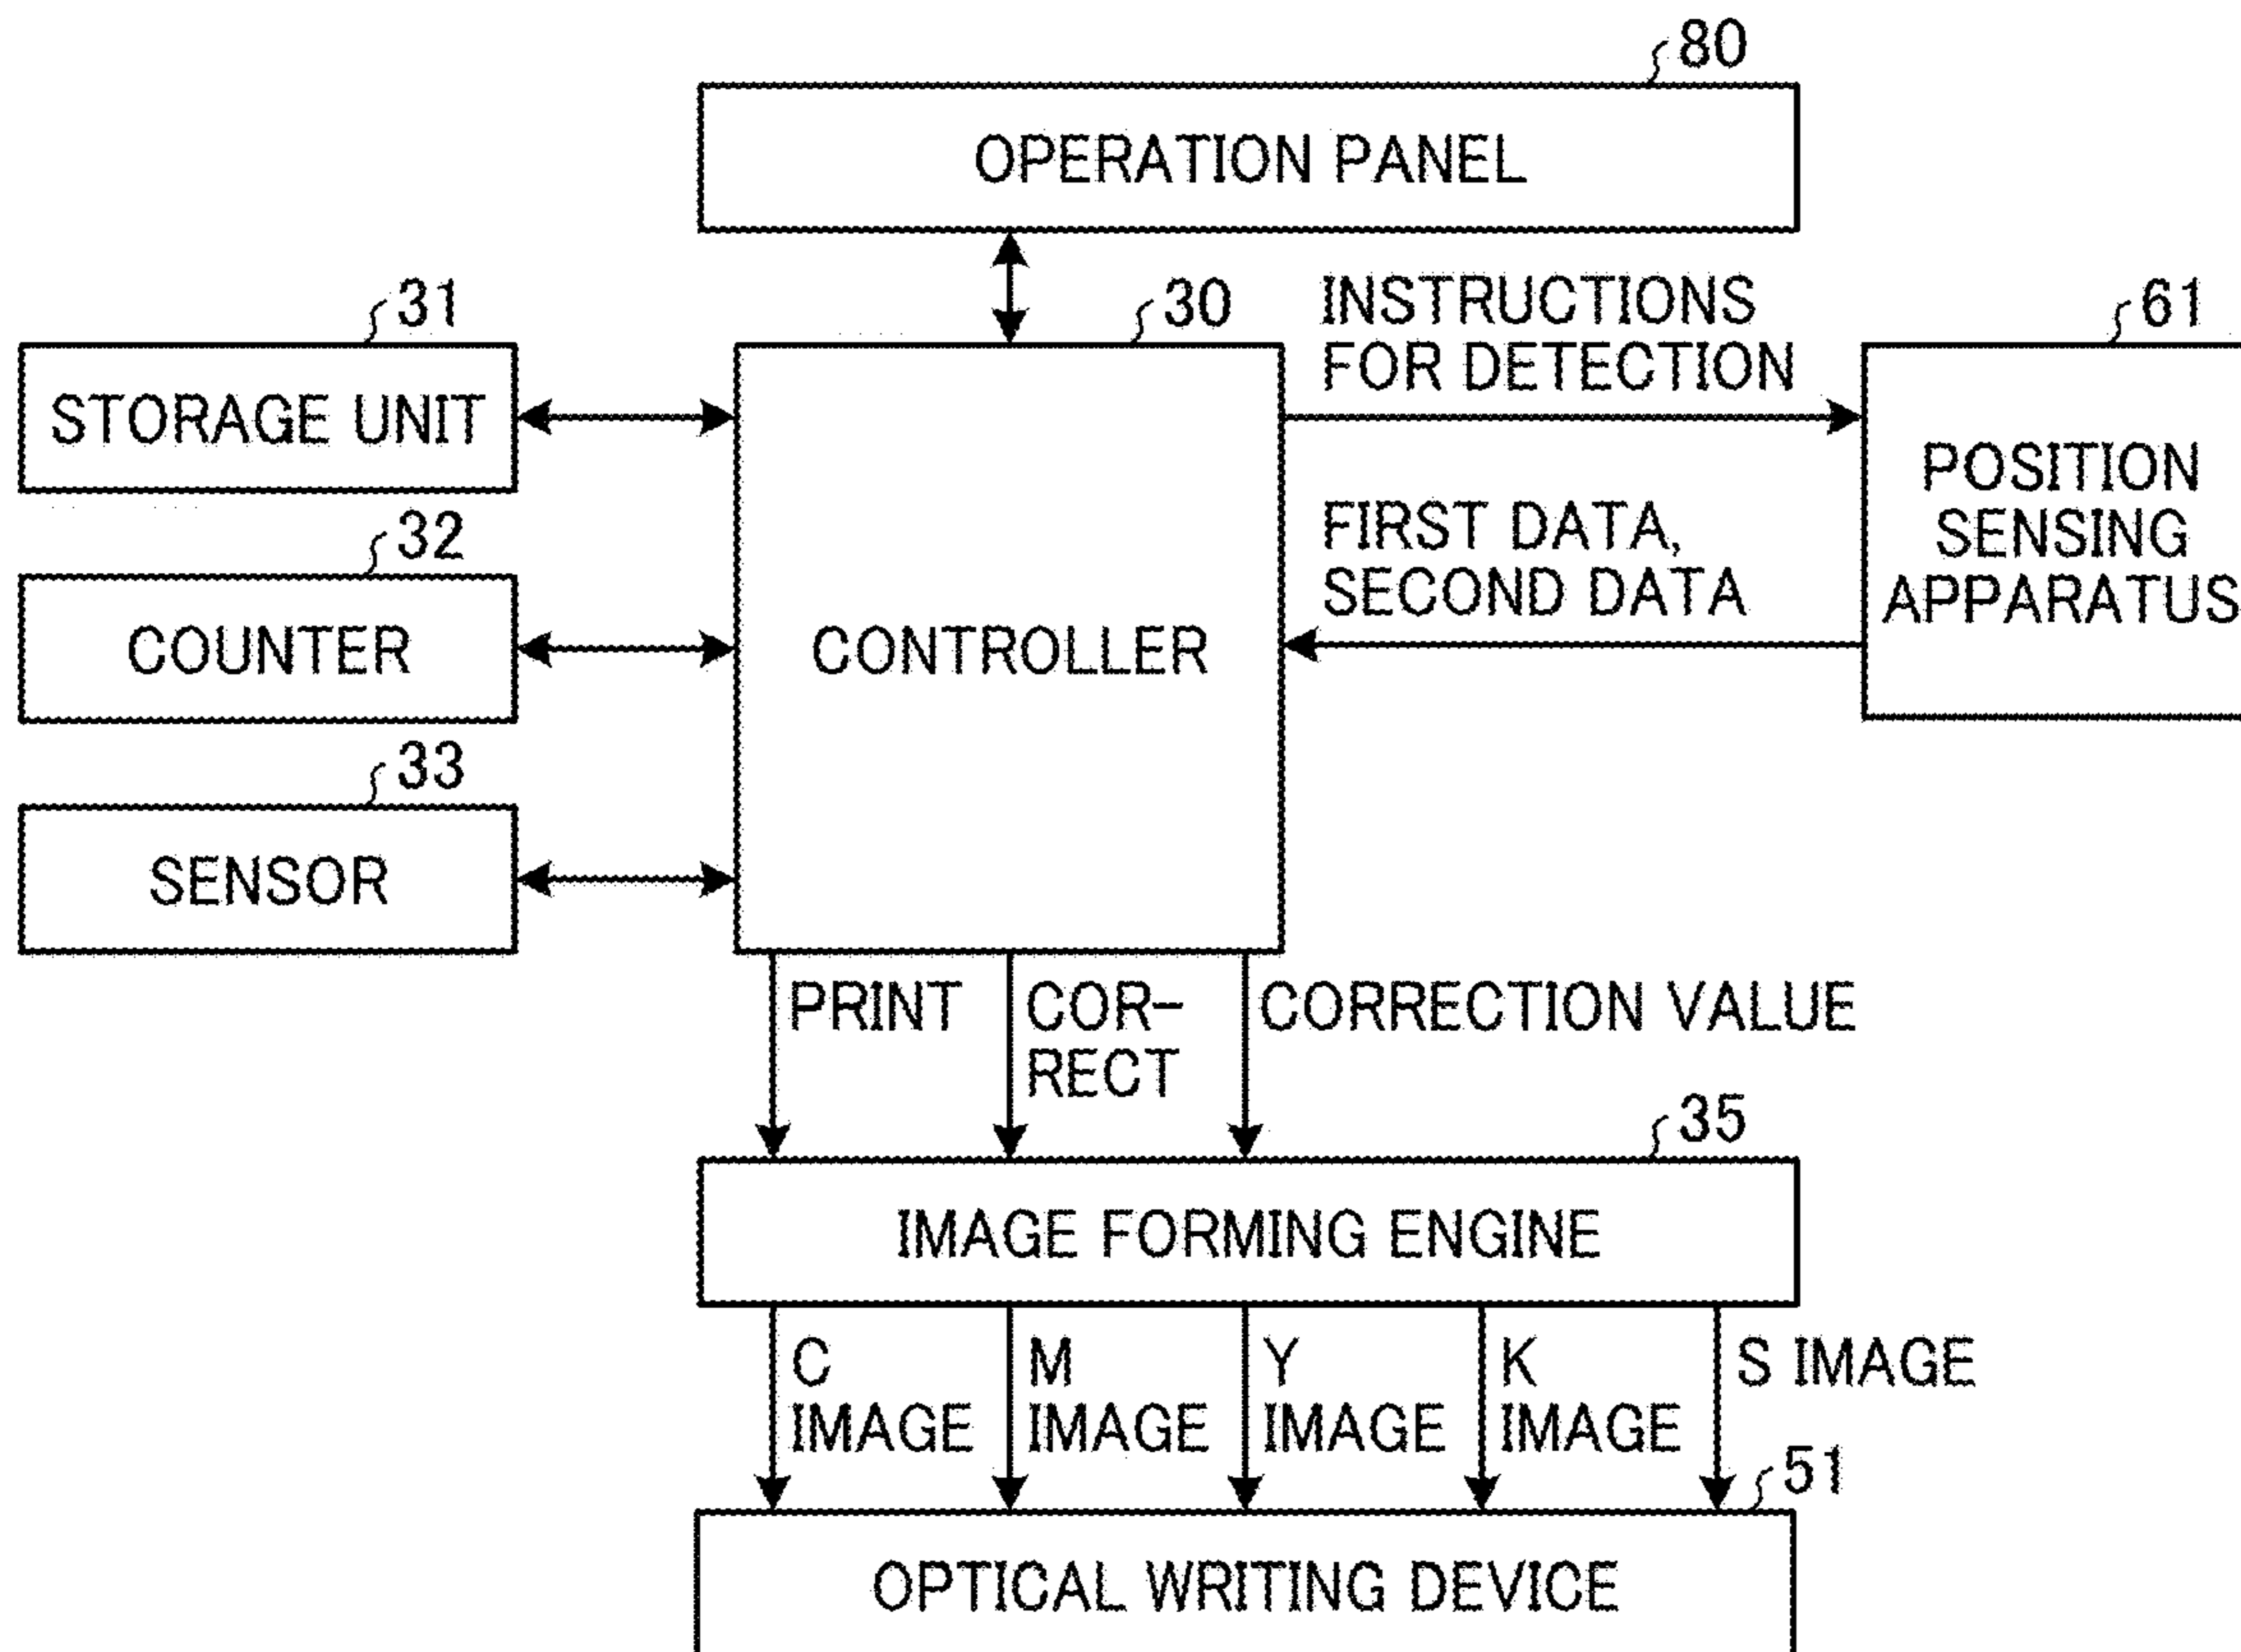 80
OPERATION PANEL
31
30
INSTRUCTIONS
FOR DETECTION
61
STORAGE UNIT
POSITION
SENSING
APPARATUS
FIRST DATA,
SECOND DATA
32
COUNTER
CONTROLLER
33
SENSOR
PRINT
COR-
RECT
CORRECTION VALUE
35
IMAGE FORMING ENGINE
C
IMAGE
M
IMAGE
Y
IMAGE
K
IMAGE
S IMAGE
51
OPTICAL WRITING DEVICE